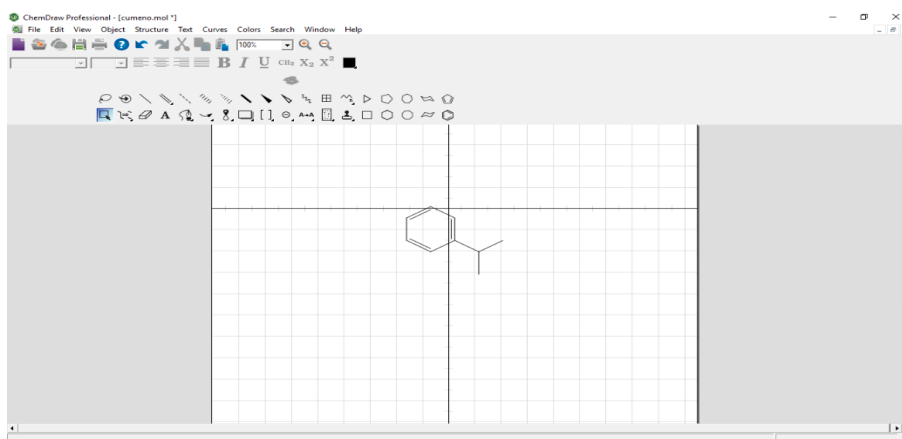 ChemDraw Professional - [cumeno.mol *]
File Edit View Object Structure Text Curves Colors Search Window Help
100%
B I U CH₂ X₂ X²
A